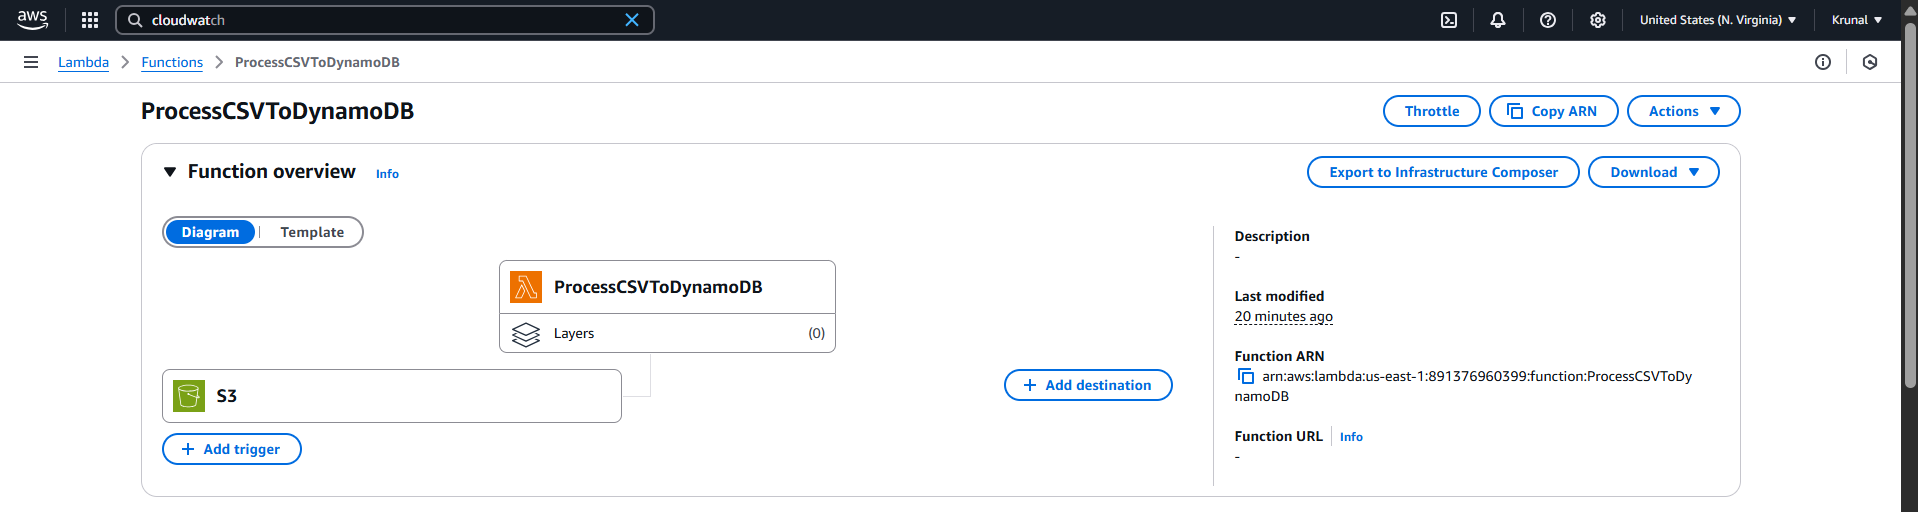 aws
cloudwatch
United States (N. Virginia)
Krunal
Lambda
Functions
ProcessCSVToDynamoDB
ProcessCSVToDynamoDB
Throttle
Copy ARN
Actions
Function overview
Info
Export to Infrastructure Composer
Download
Diagram
Template
ProcessCSVToDynamoDB
Layers
(0)
S3
Add trigger
Add destination
Description
-
Last modified
20 minutes ago
Function ARN
arn:aws:lambda:us-east-1:891376960399:function:ProcessCSVToDy
namoDB
Function URL
Info
-